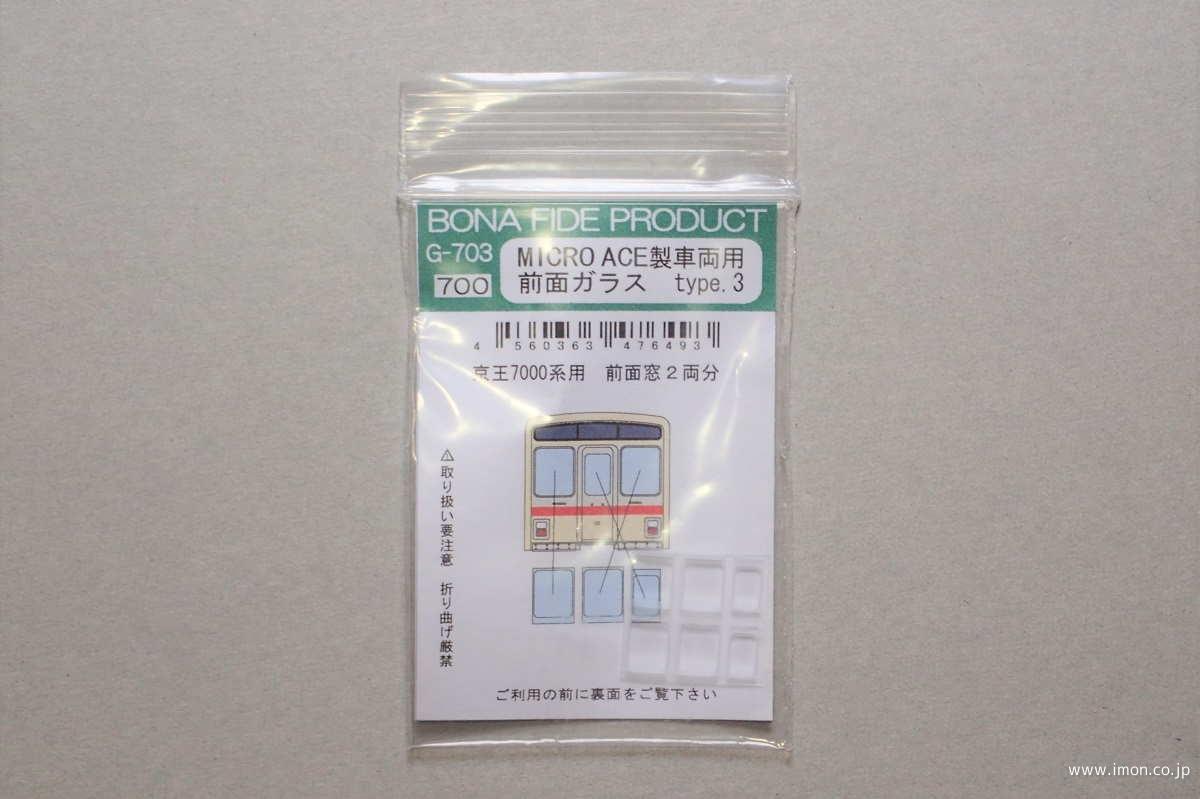 BONA FIDE PRODUCT
G-703
700
MICRO ACE製車両用
前面ガラス type.3
4 560363 476493
京王7000系用 前面窓2両分
⚠取り扱い要注意 折り曲げ厳禁
ご利用の前に裏面をご覧下さい
www.imon.co.jp